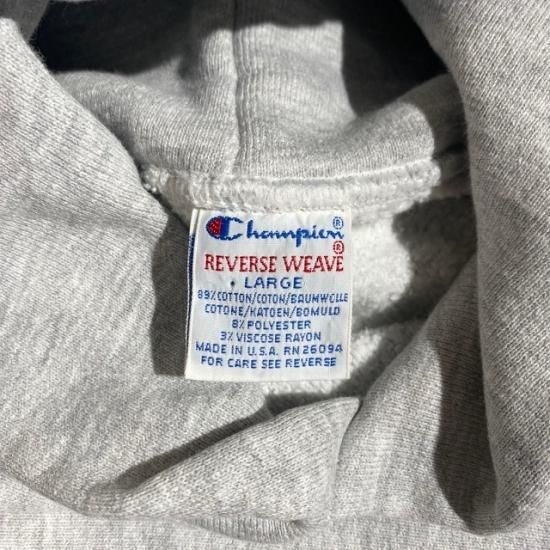 Champion®
REVERSE WEAVE®
LARGE
89% COTTON/COTON/BAUMWOLLE
COTONE/KATOEN/BOMULD
8% POLYESTER
3% VISCOSE RAYON
MADE IN U.S.A. RN 26094
FOR CARE SEE REVERSE